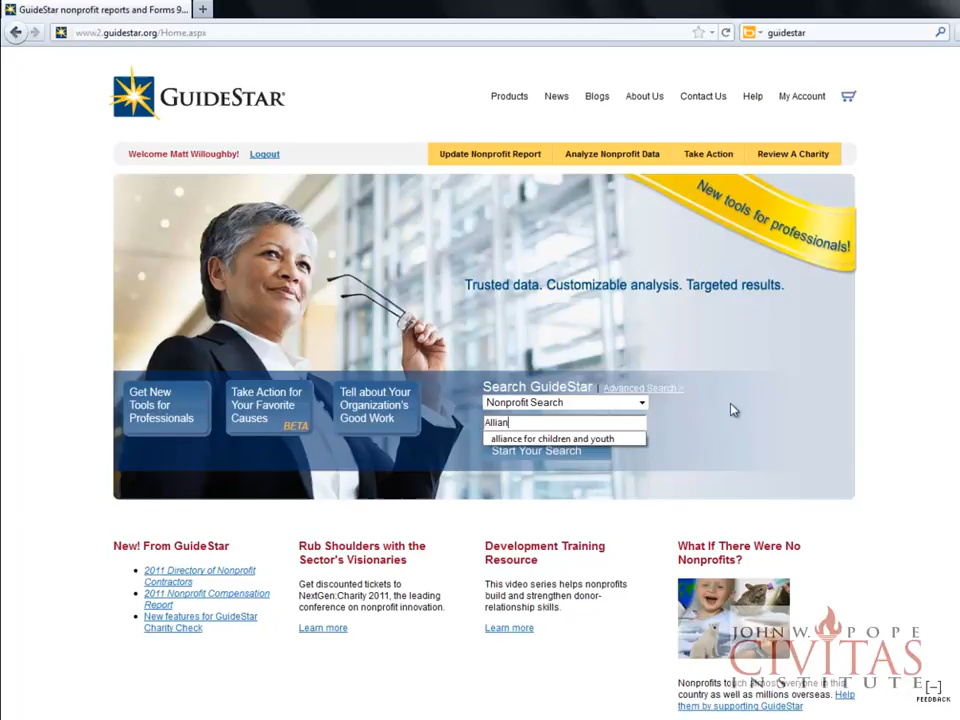 GuideStar nonprofit reports and Forms 9...
www2.guidestar.org/Home.aspx
guidestar
GUIDESTAR
Products News Blogs About Us Contact Us Help My Account
Welcome Matt Willoughby! Logout
Update Nonprofit Report Analyze Nonprofit Data Take Action Review A Charity
New tools for professionals!
Trusted data. Customizable analysis. Targeted results.
Get New
Tools for
Professionals
Take Action for
Your Favorite
Causes
BETA
Tell about Your
Organization's
Good Work
Search GuideStar | Advanced Search >
Nonprofit Search
Allian
alliance for children and youth
Start Your Search
New! From GuideStar
2011 Directory of Nonprofit
Contractors
2011 Nonprofit Compensation
Report
New features for GuideStar
Charity Check
Rub Shoulders with the
Sector's Visionaries
Get discounted tickets to
NextGen:Charity 2011, the leading
conference on nonprofit innovation.
Learn more
Development Training
Resource
This video series helps nonprofits
build and strengthen donor-
relationship skills.
Learn more
What If There Were No
Nonprofits?
Nonprofits touch almost everyone in this
country as well as millions overseas. Help
them by supporting GuideStar
JOHN W. POPE
CIVITAS
INSTITUTE
[–]
FEEDBACK